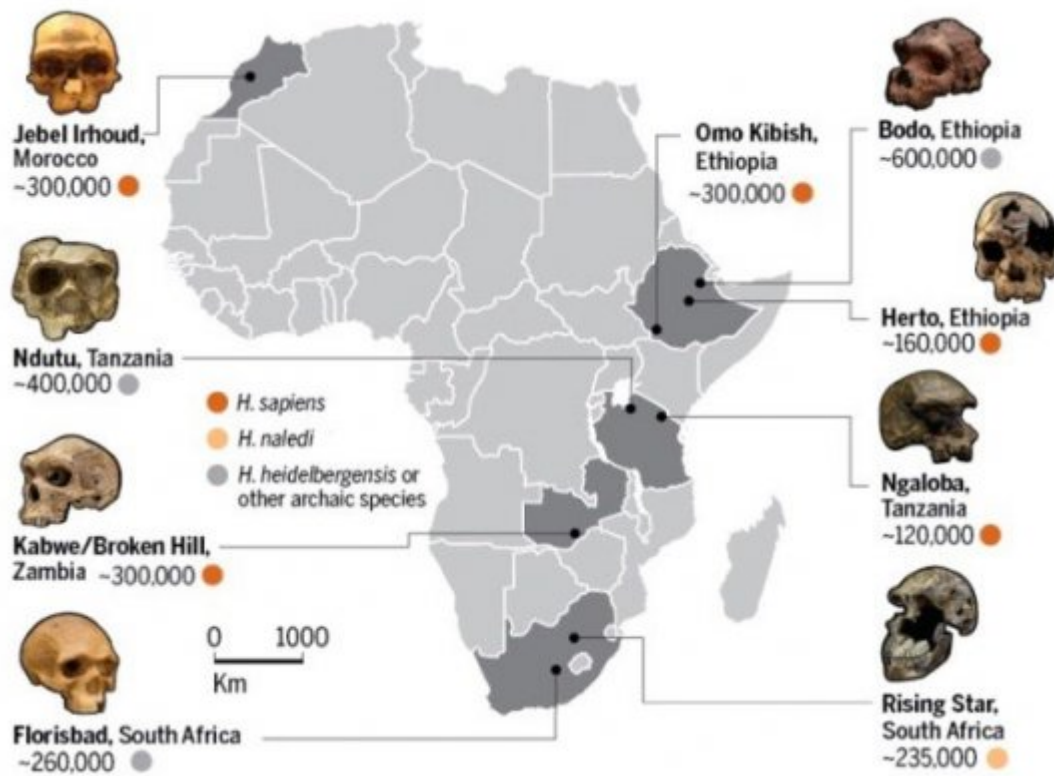 Jebel Irhoud,
Morocco
~300,000
Ndutu, Tanzania
~400,000
Kabwe/Broken Hill,
Zambia ~300,000
Florisbad, South Africa
~260,000
H. sapiens
H. naledi
H. heidelbergensis or
other archaic species
0 1000
Km
Omo Kibish,
Ethiopia
~300,000
Bodo, Ethiopia
~600,000
Herto, Ethiopia
~160,000
Ngaloba,
Tanzania
~120,000
Rising Star,
South Africa
~235,000